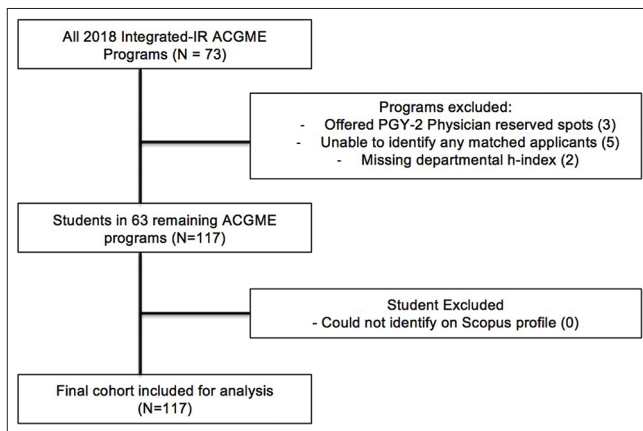 All 2018 Integrated-IR ACGME
Programs (N = 73)
Programs excluded:
- Offered PGY-2 Physician reserved spots (3)
- Unable to identify any matched applicants (5)
- Missing departmental h-index (2)
Students in 63 remaining ACGME
programs (N=117)
Student Excluded
- Could not identify on Scopus profile (0)
Final cohort included for analysis
(N=117)